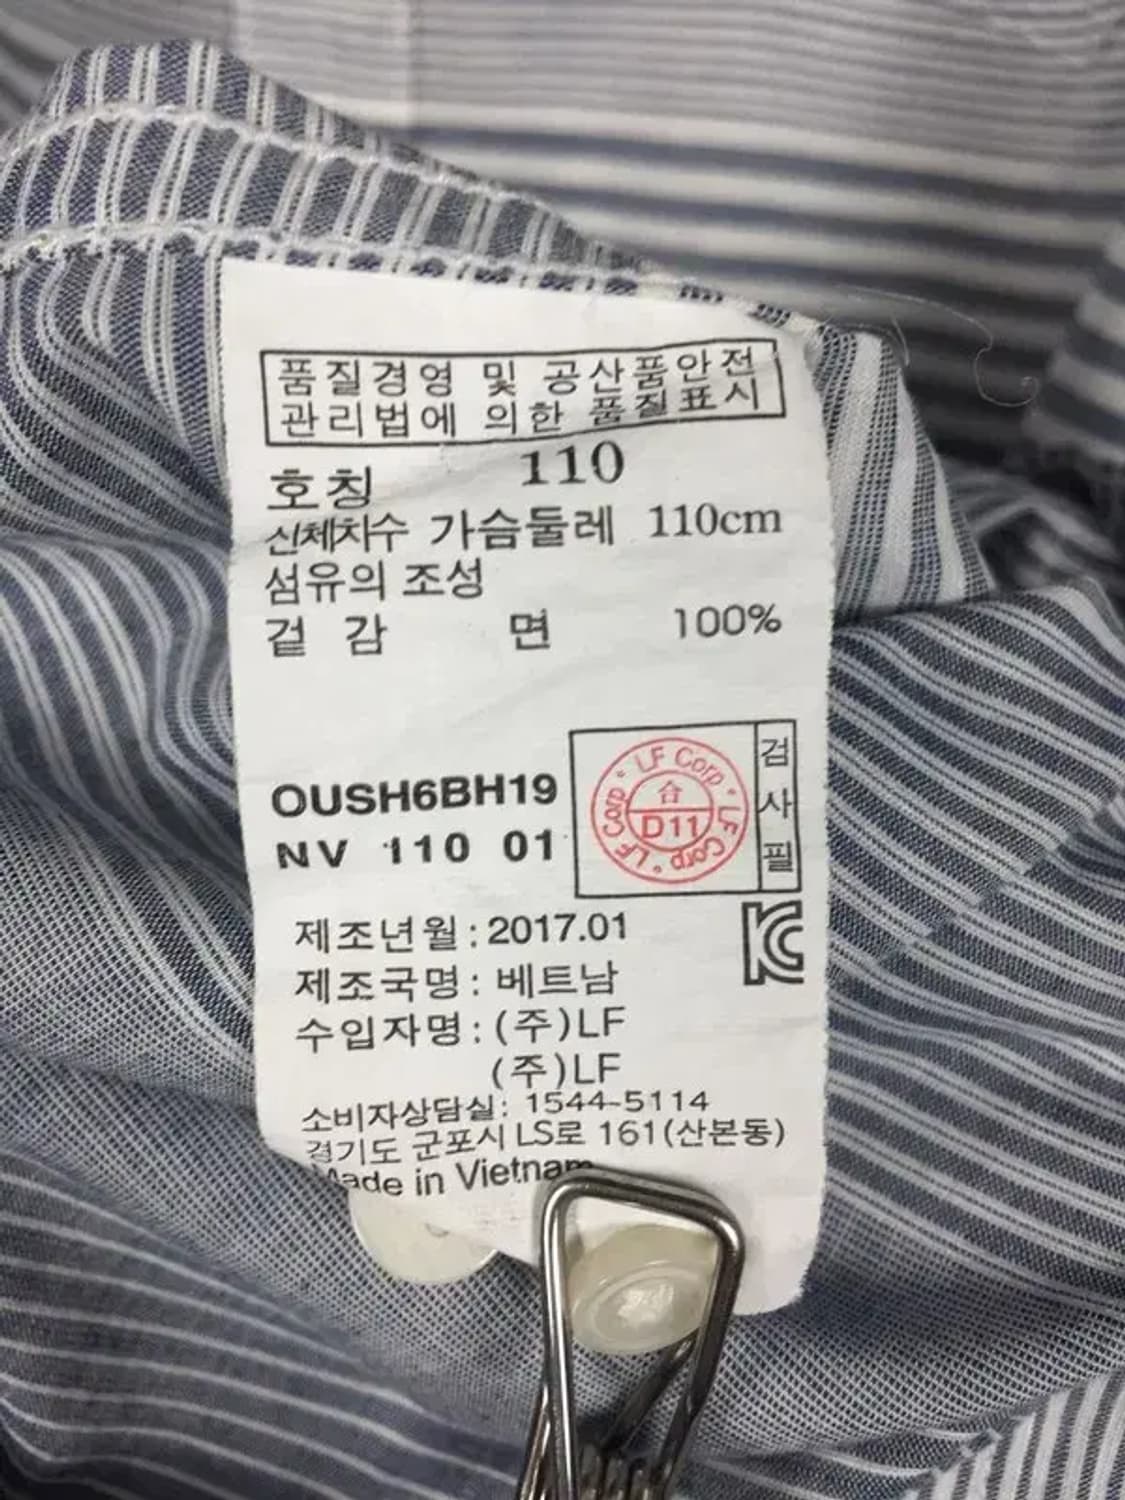 품질경영 및 공산품안전
관리법에 의한 품질표시
호칭 110
신체치수 가슴둘레 110cm
섬유의 조성
겉 감 면 100%
OUSH6BH19
NV 110 01
LF Corp LF Corp LF Corp
合
D11
검
사
필
제조년월 : 2017.01
KC
제조국명 : 베트남
수입자명 : (주)LF
(주)LF
소비자상담실: 1544-5114
경기도 군포시 LS로 161(산본동)
Made in Vietnam